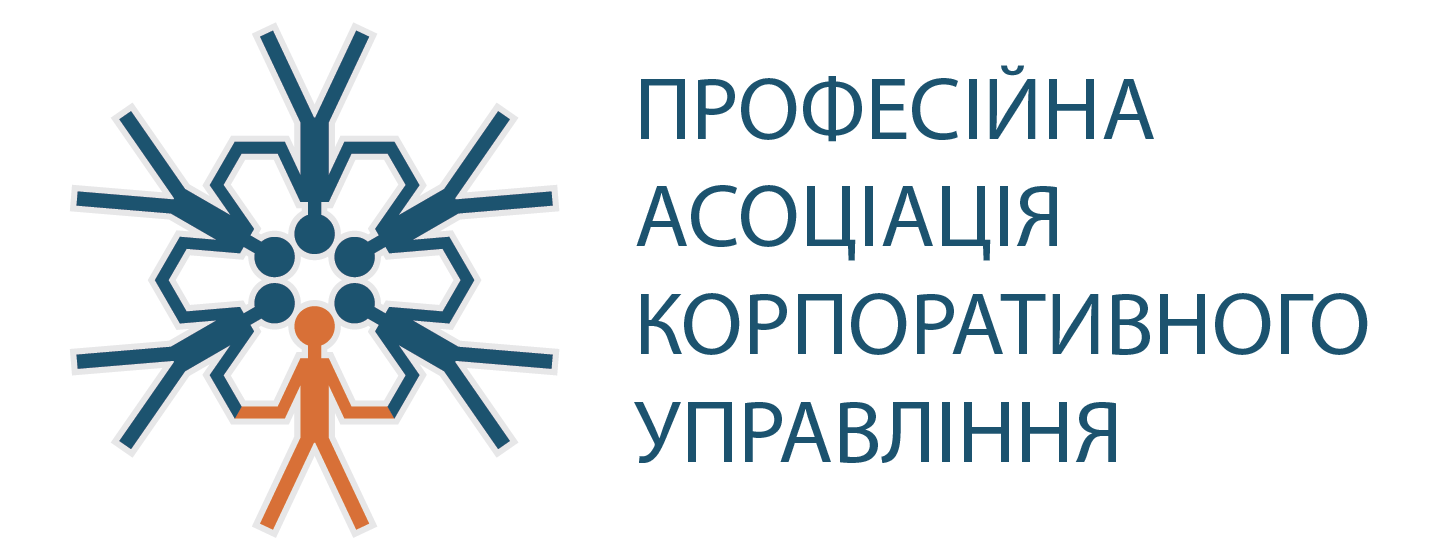 ПРОФЕСІЙНА
АСОЦІАЦІЯ
КОРПОРАТИВНОГО
УПРАВЛІННЯ